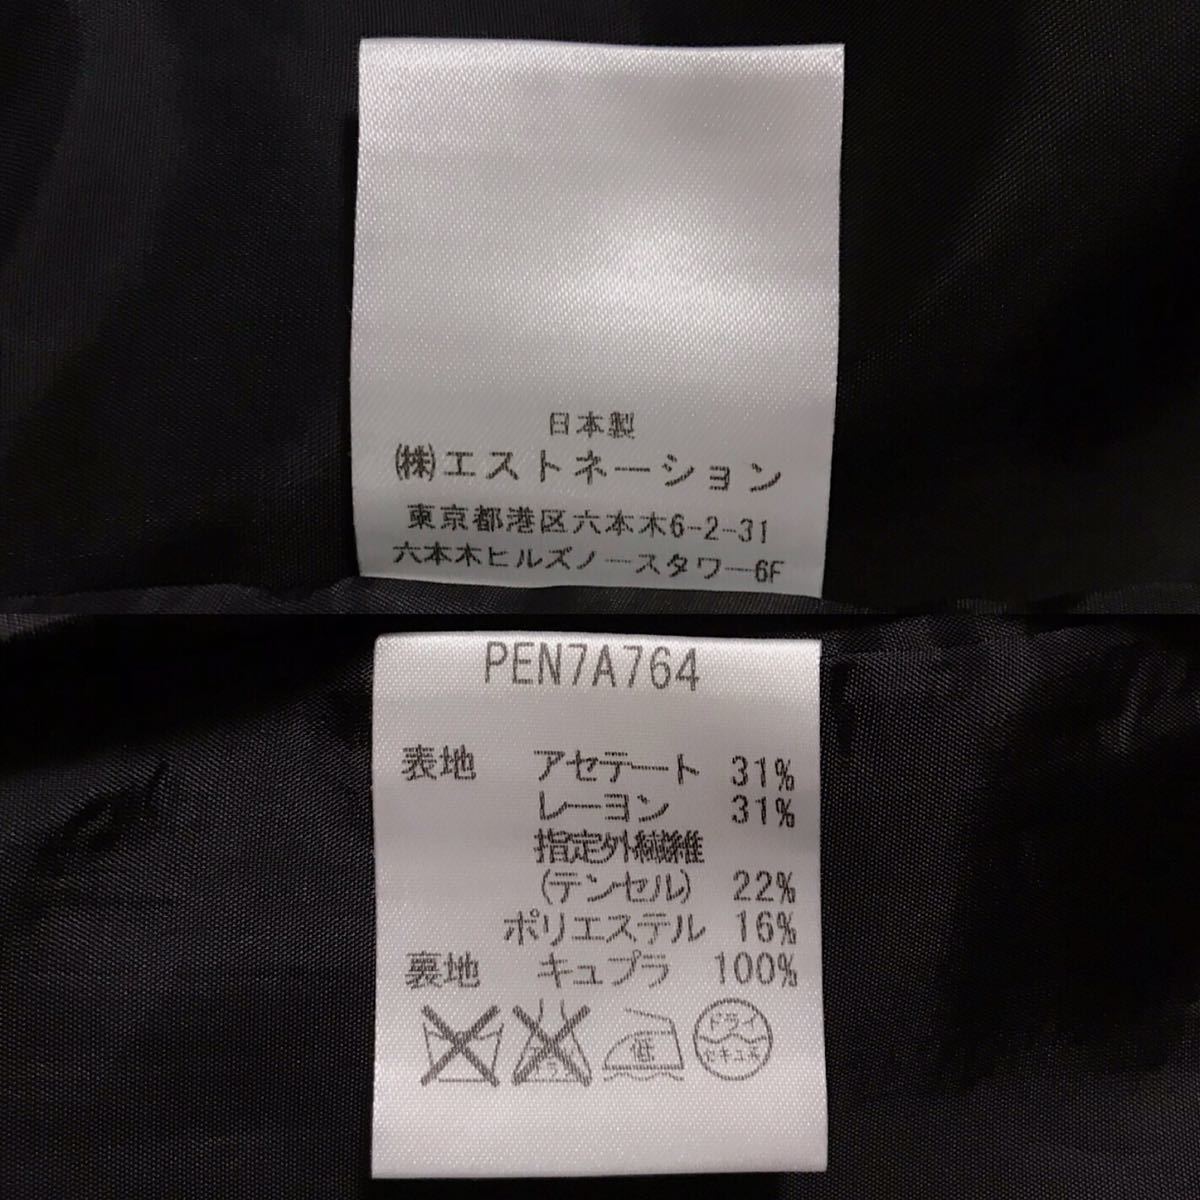 日本製
㈱エストネーション
東京都港区六本木6-2-31
六本木ヒルズノースタワー6F
PEN7A764
表地 アセテート 31%
レーヨン 31%
指定外繊維
(テンセル) 22%
ポリエステル 16%
裏地 キュプラ 100%
エンソ
低
ドライ
セキユ系